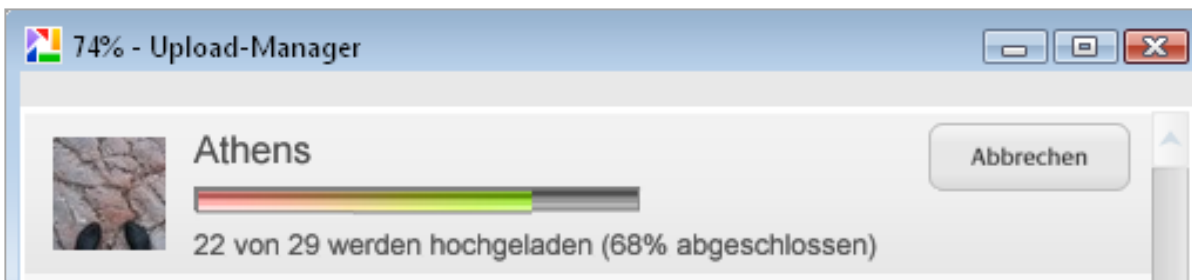 74% - Upload-Manager
Athens
Abbrechen
22 von 29 werden hochgeladen (68% abgeschlossen)